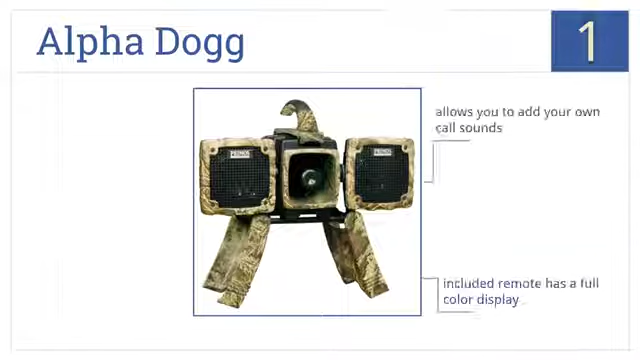 Alpha Dogg
1
allows you to add your own
call sounds
included remote has a full
color display